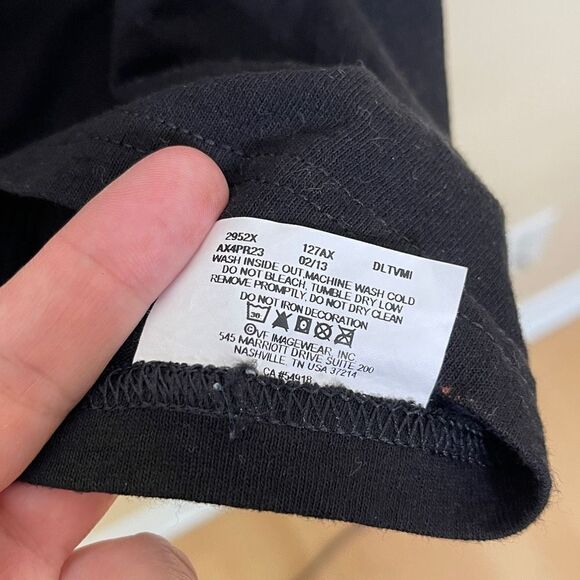 2952X 127AX DLTVMI
AX4PR23 02/13
WASH INSIDE OUT.MACHINE WASH COLD
DO NOT BLEACH, TUMBLE DRY LOW
REMOVE PROMPTLY. DO NOT DRY CLEAN
DO NOT IRON DECORATION
30
©VF IMAGEWEAR, INC.
545 MARRIOTT DRIVE SUITE 200
NASHVILLE, TN USA 37214
CA #54918